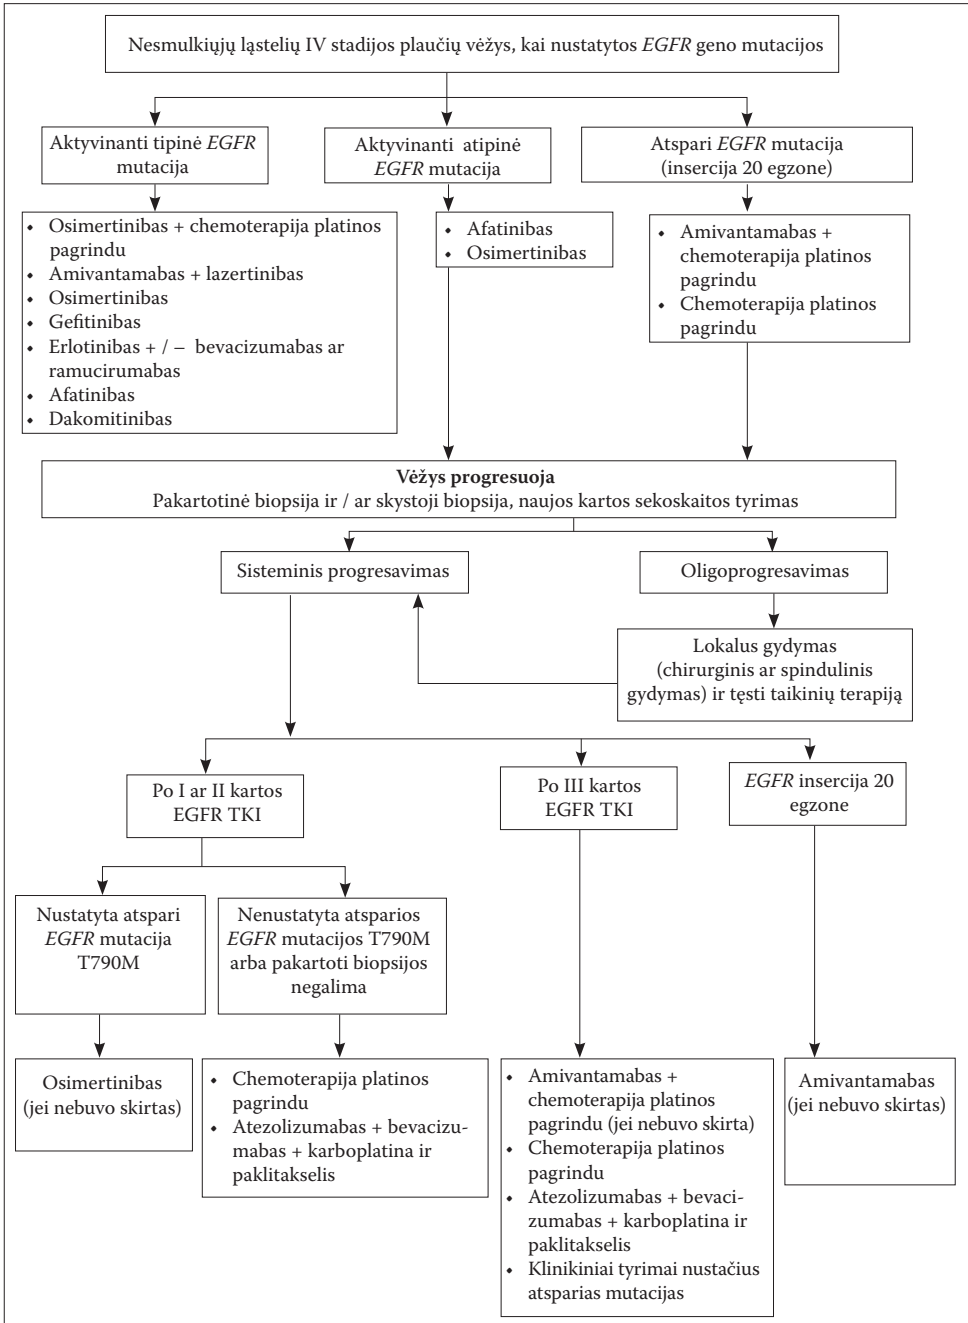 Nesmulkiųjų ląstelių IV stadijos plaučių vėžys, kai nustatytos EGFR geno mutacijos
Aktyvinanti tipinė EGFR
mutacija
Aktyvinanti atipinė
EGFR mutacija
Atspari EGFR mutacija
(insercija 20 egzone)
• Osimertinibas + chemoterapija platinos
pagrindu
• Amivantamabas + lazertinibas
• Osimertinibas
• Gefitinibas
• Erlotinibas + / – bevacizumabas ar
ramucirumabas
• Afatinibas
• Dakomitinibas
• Afatinibas
• Osimertinibas
• Amivantamabas +
chemoterapija platinos
pagrindu
• Chemoterapija platinos
pagrindu
Vėžys progresuoja
Pakartotinė biopsija ir / ar skystoji biopsija, naujos kartos sekoskaitos tyrimas
Sisteminis progresavimas
Oligoprogresavimas
Lokalus gydymas
(chirurginis ar spindulinis
gydymas) ir tęsti taikinių terapiją
Po I ar II kartos
EGFR TKI
Po III kartos
EGFR TKI
EGFR insercija 20
egzone
Nustatyta atspari
EGFR mutacija
T790M
Nenustatyta atsparios
EGFR mutacijos T790M
arba pakartoti biopsijos
negalima
Osimertinibas
(jei nebuvo skirtas)
• Chemoterapija platinos
pagrindu
• Atezolizumabas + bevacizu-
mabas + karboplatina ir
paklitakselis
• Amivantamabas +
chemoterapija platinos
pagrindu (jei nebuvo skirta)
• Chemoterapija platinos
pagrindu
• Atezolizumabas + bevaci-
zumabas + karboplatina ir
paklitakselis
• Klinikiniai tyrimai nustačius
atsparias mutacijas
Amivantamabas
(jei nebuvo skirtas)